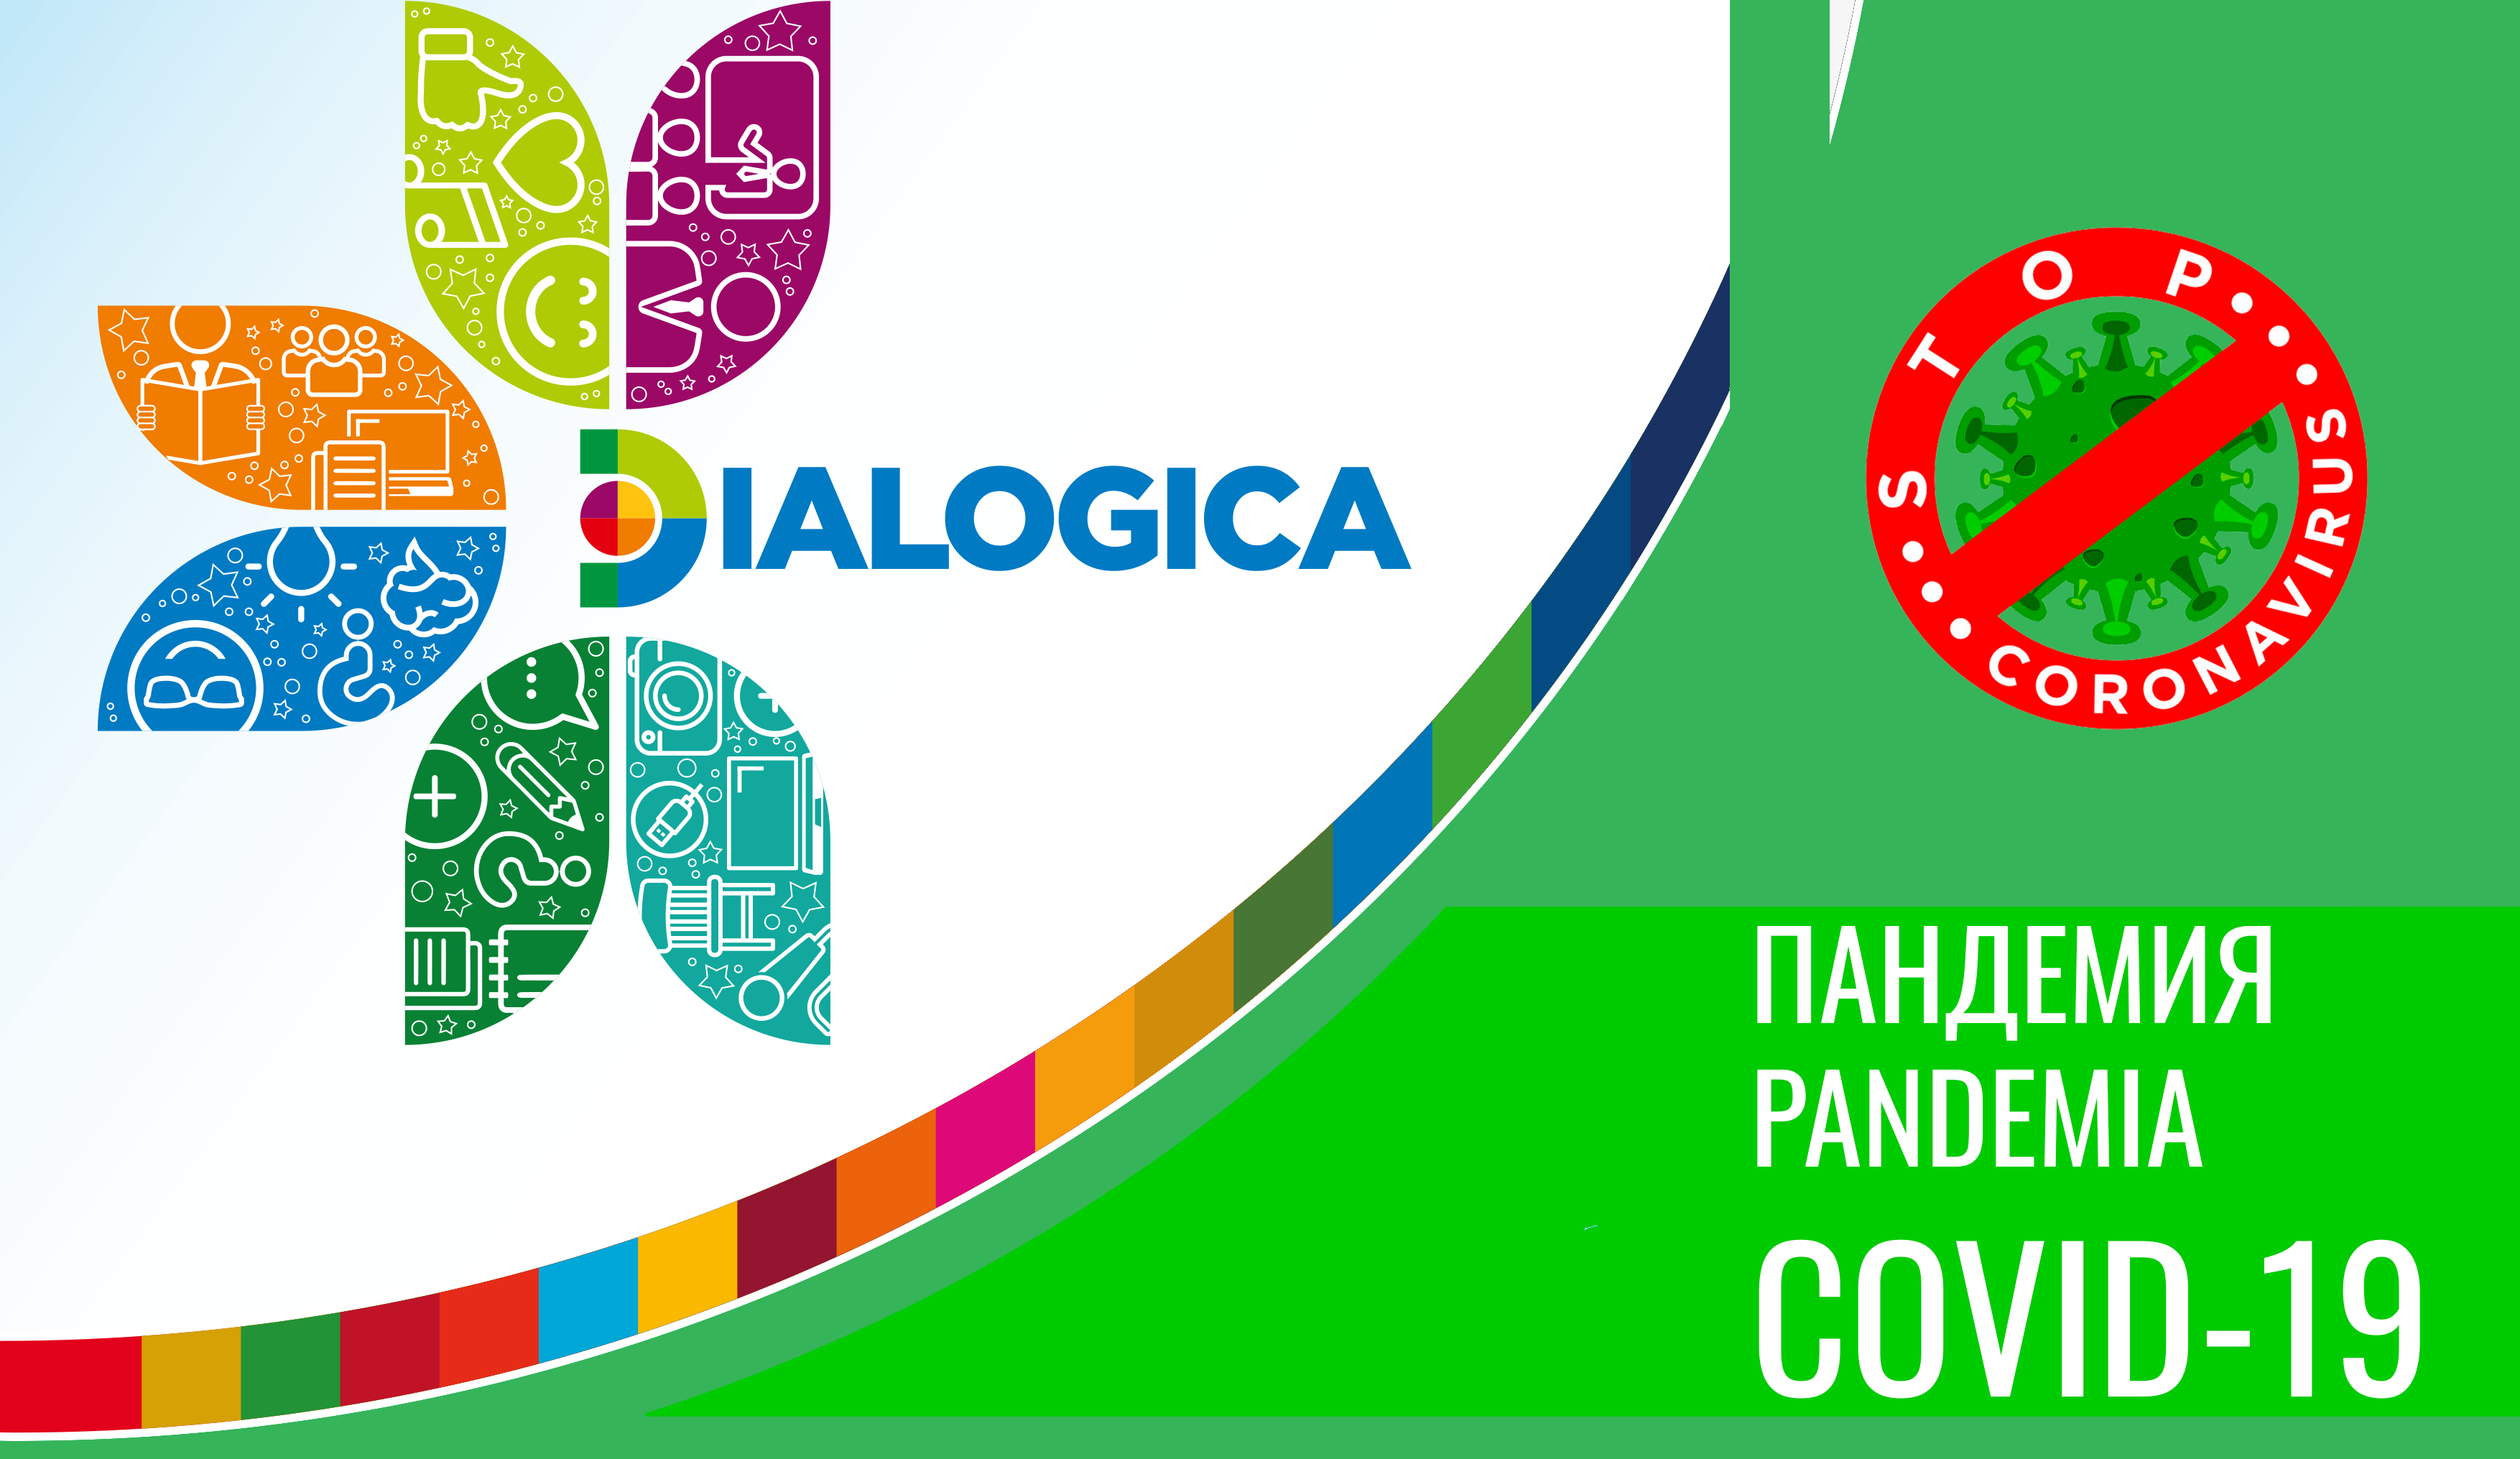 DIALOGICA
STOP
CORONAVIRUS
ПАНДЕМИЯ
PANDEMIA
COVID-19